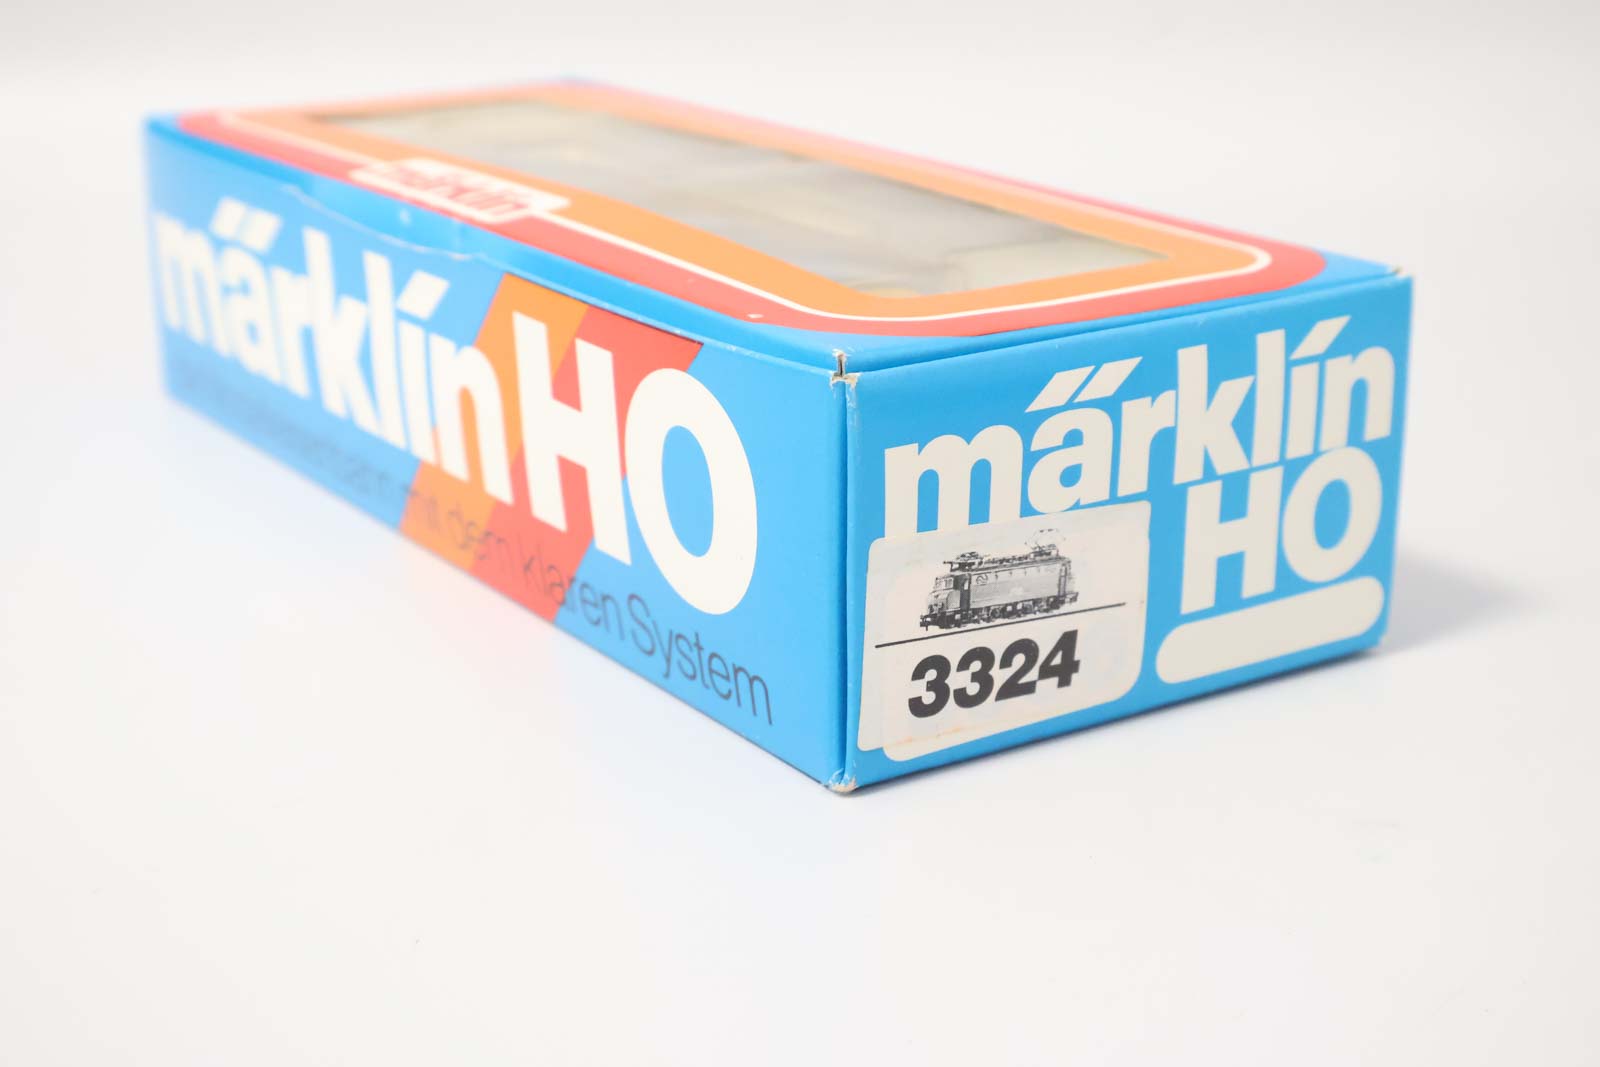 märklin
märklin HO
mit dem klaren System
märklin
HO
3324